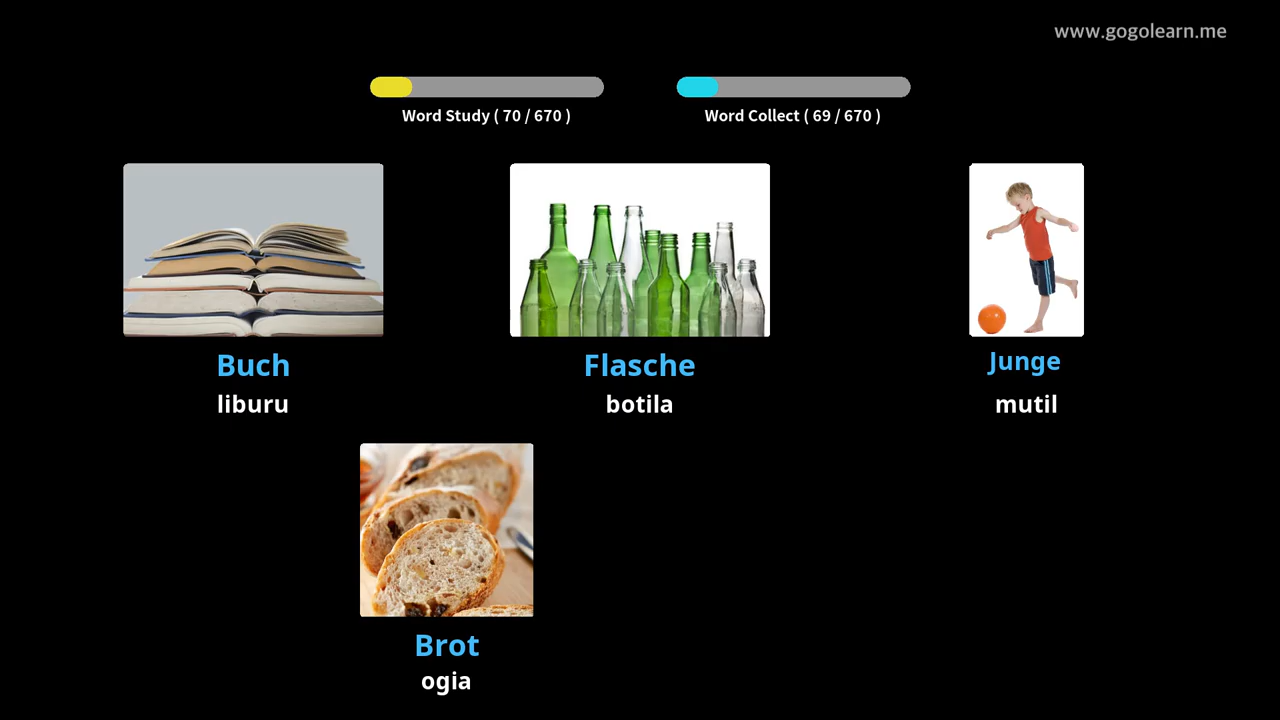 www.gogolearn.me
Word Study ( 70 / 670 )
Word Collect ( 69 / 670 )
Buch
liburu
Flasche
botila
Junge
mutil
Brot
ogia